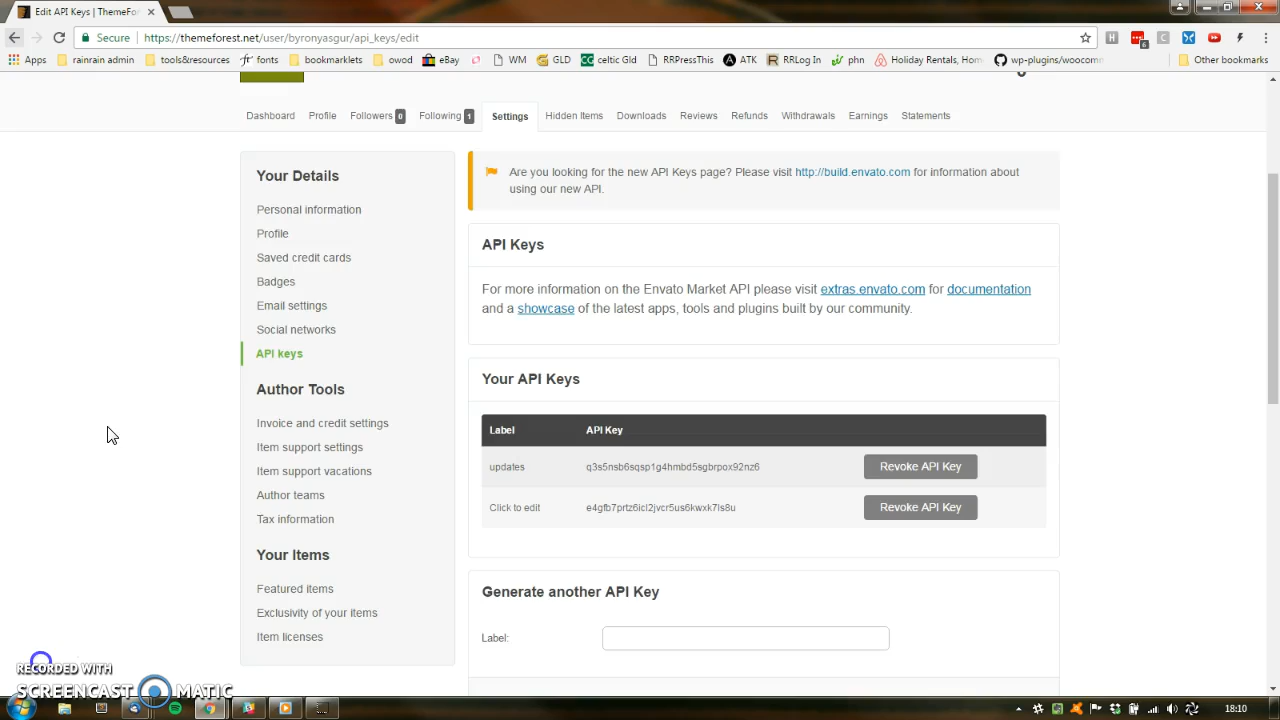 Edit API Keys | ThemeFor
Secure | https://themeforest.net/user/byronyasgur/api_keys/edit
Apps rainrain admin tools&resources fonts bookmarklets owod eBay WM GLD celtic Gld RRPressThis ATK RRLog In phn Holiday Rentals, Home wp-plugins/woocomm Other bookmarks
Dashboard Profile Followers 0 Following 1 Settings Hidden Items Downloads Reviews Refunds Withdrawals Earnings Statements
Your Details
Personal information
Profile
Saved credit cards
Badges
Email settings
Social networks
API keys
Author Tools
Invoice and credit settings
Item support settings
Item support vacations
Author teams
Tax information
Your Items
Featured items
Exclusivity of your items
Item licenses
Are you looking for the new API Keys page? Please visit http://build.envato.com for information about
using our new API.
API Keys
For more information on the Envato Market API please visit extras.envato.com for documentation
and a showcase of the latest apps, tools and plugins built by our community.
Your API Keys
Label API Key
updates q3s5nsb6sqsp1g4hmbd5sgbrpox92nz6 Revoke API Key
Click to edit e4gfb7prtz6icl2jvcr5us6kwxk7ls8u Revoke API Key
Generate another API Key
Label:
RECORDED WITH
SCREENCAST MATIC
18:10